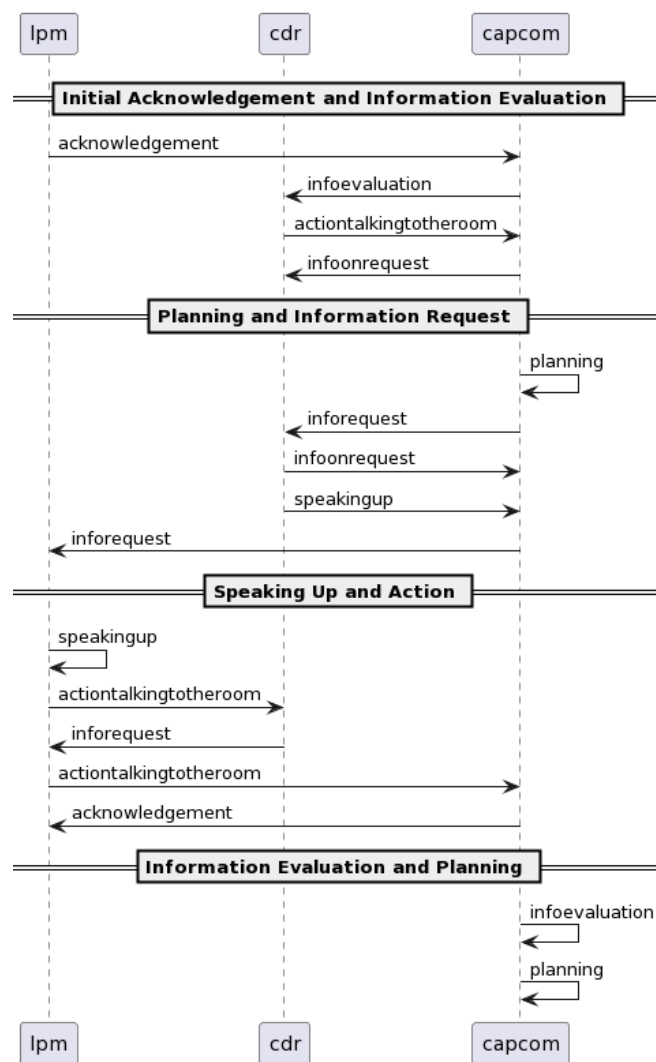 lpm cdr capcom
Initial Acknowledgement and Information Evaluation
acknowledgement
infoevaluation
actiontalkingtotheroom
infoonrequest
Planning and Information Request
planning
inforequest
infoonrequest
speakingup
inforequest
Speaking Up and Action
speakingup
actiontalkingtotheroom
inforequest
actiontalkingtotheroom
acknowledgement
Information Evaluation and Planning
infoevaluation
planning
lpm cdr capcom